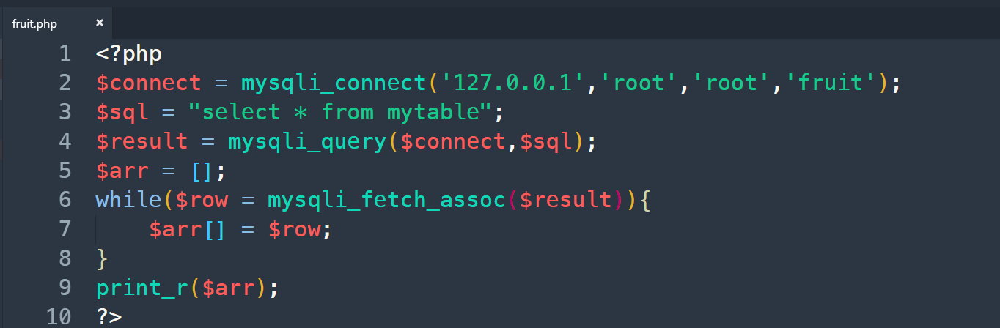 fruit.php ×
1 <?php
2 $connect = mysqli_connect('127.0.0.1','root','root','fruit');
3 $sql = "select * from mytable";
4 $result = mysqli_query($connect,$sql);
5 $arr = [];
6 while($row = mysqli_fetch_assoc($result)){
7     $arr[] = $row;
8 }
9 print_r($arr);
10 ?>